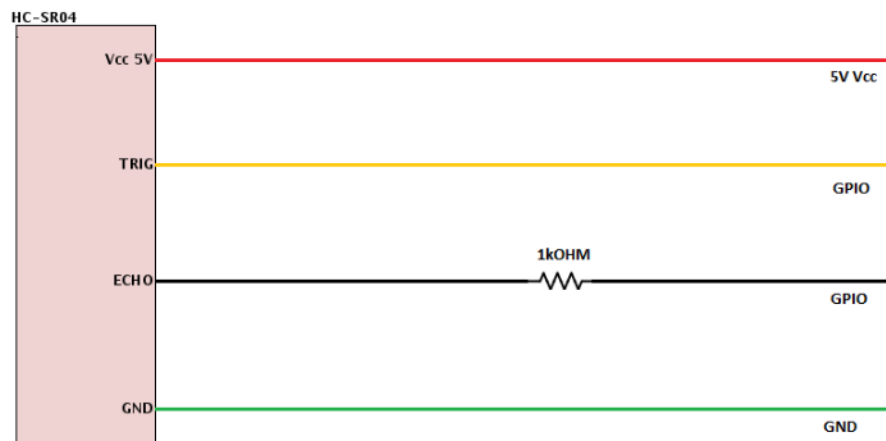 HC-SR04
Vcc 5V
5V Vcc
TRIG
GPIO
1kOHM
ECHO
GPIO
GND
GND